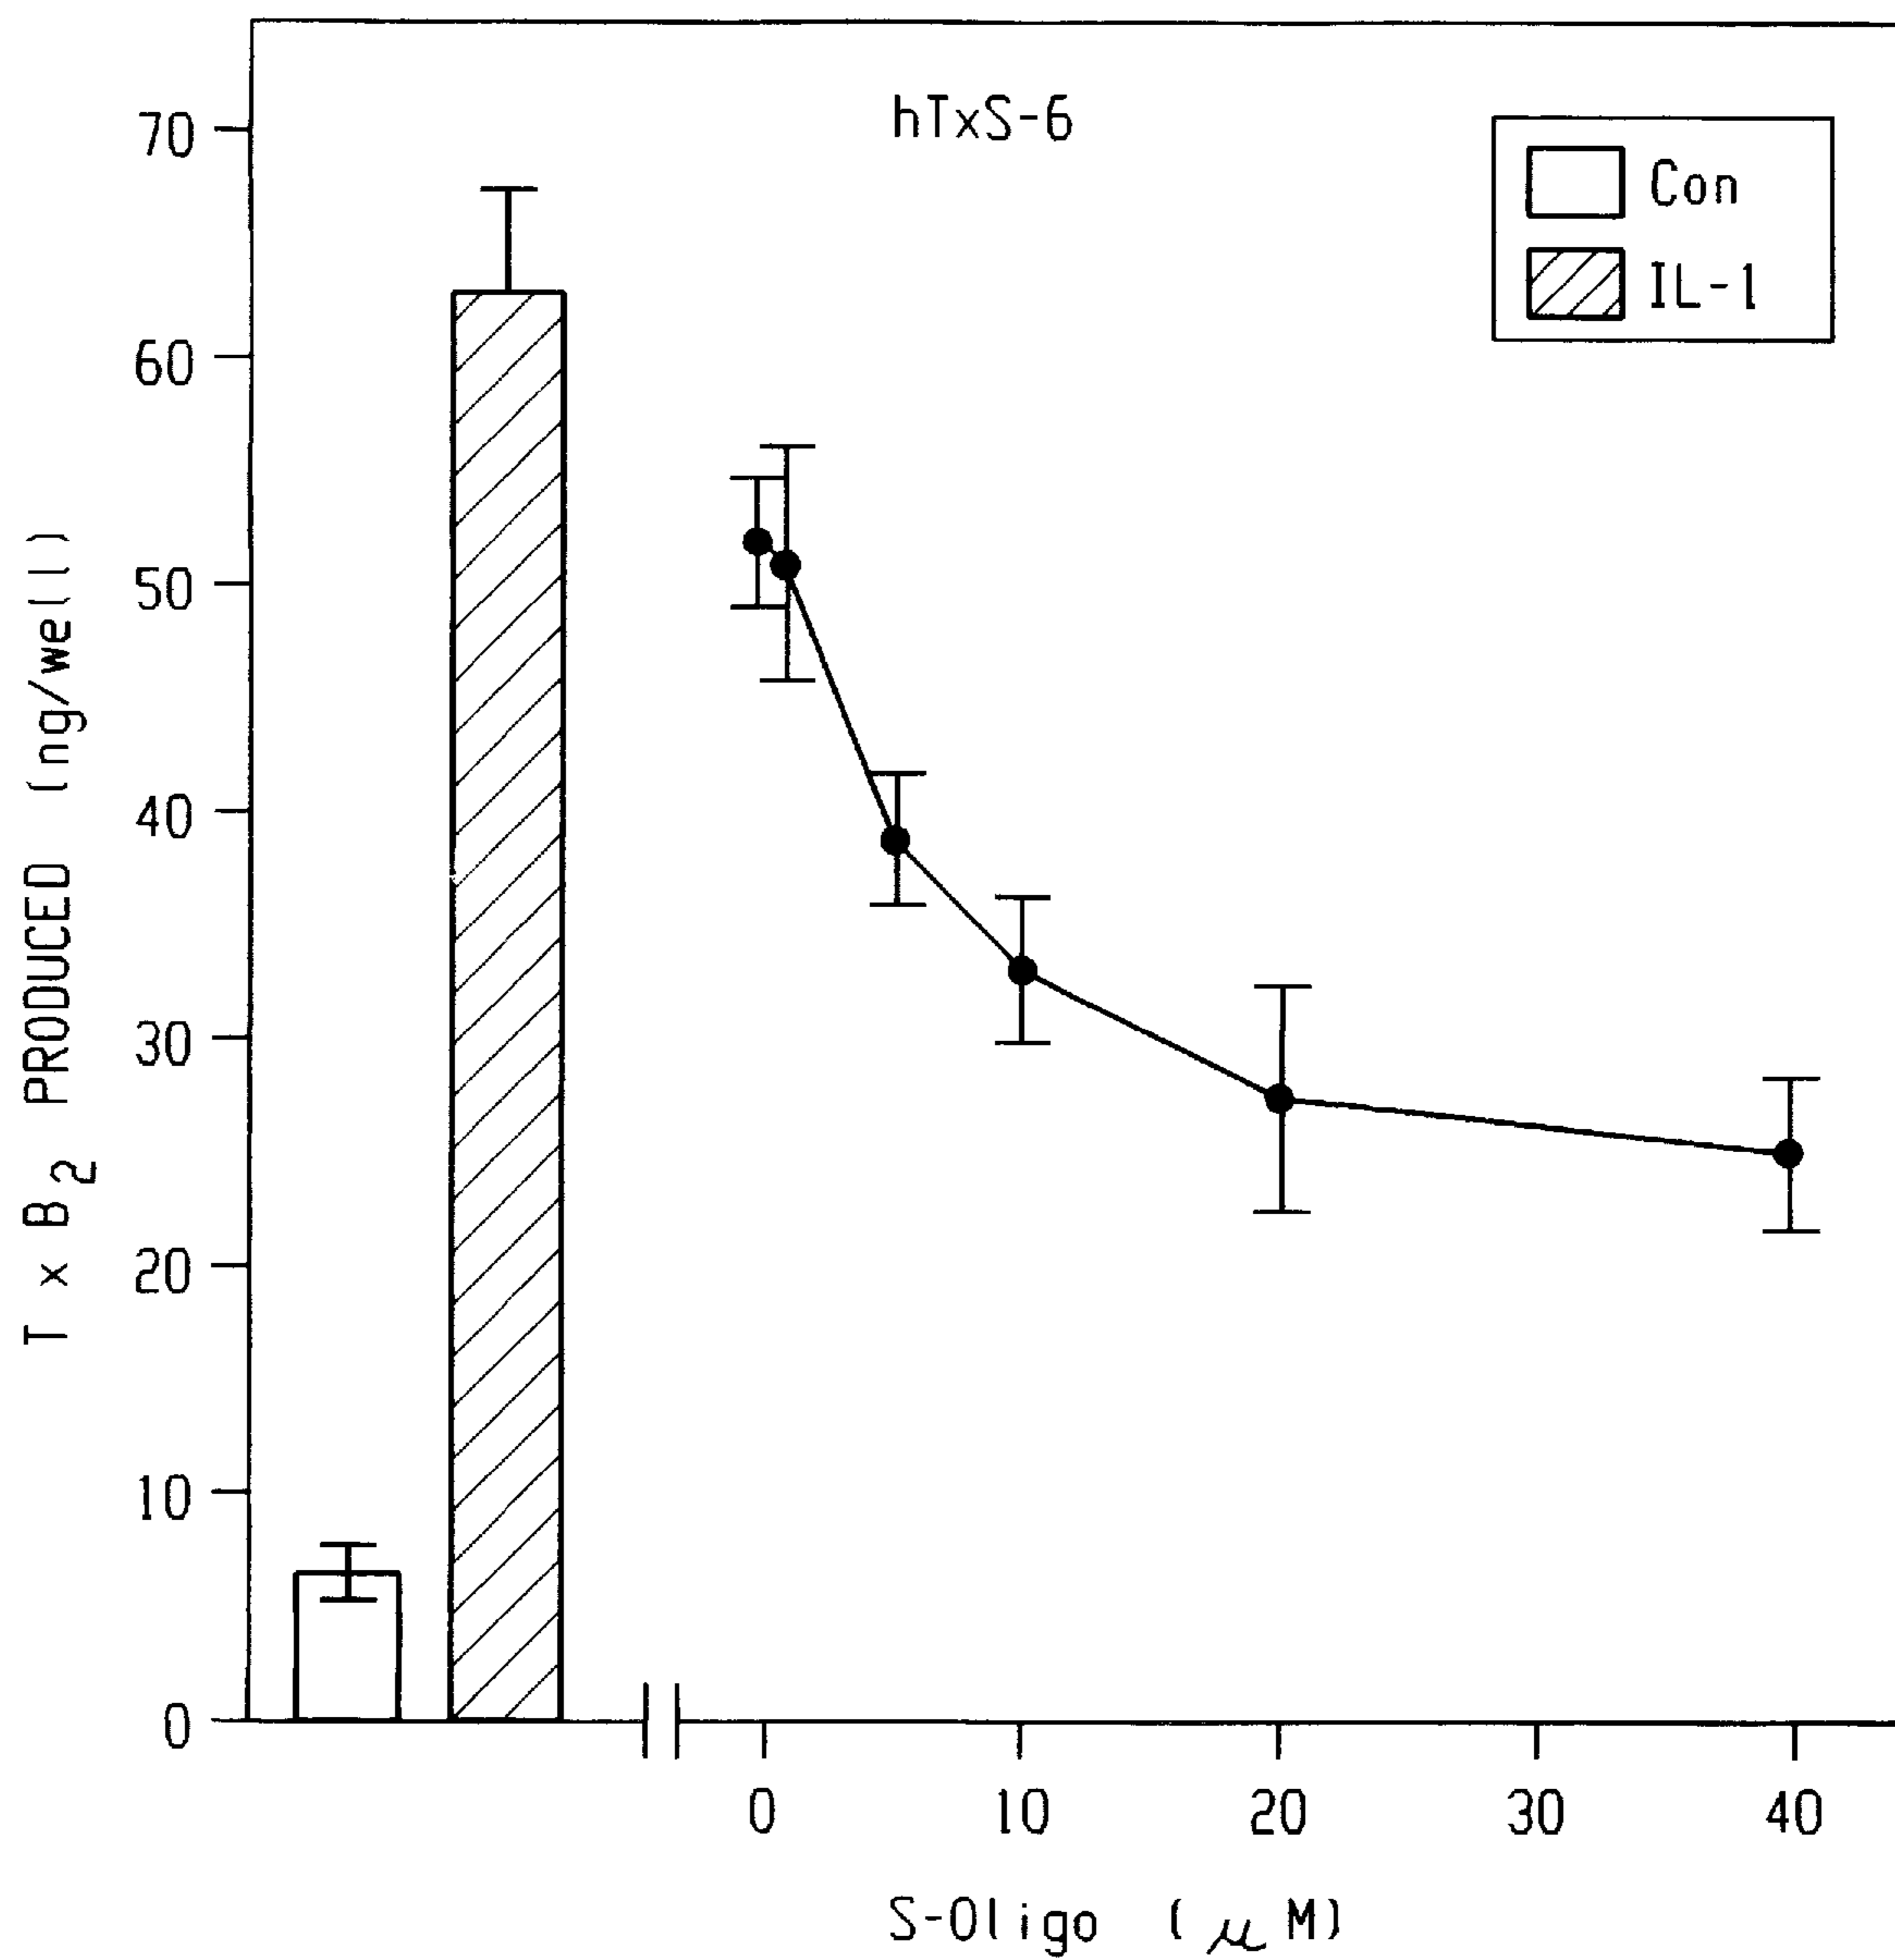 hTxS-6
Con
IL-1
T x B2 PRODUCED (ng/well)
70
60
50
40
30
20
10
0
0 10 20 30 40
S-Oligo (μM)